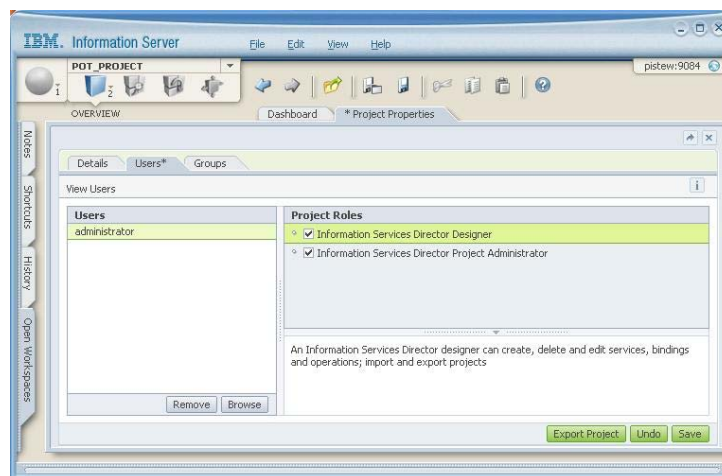 IBM. Information Server
File Edit View Help
POT_PROJECT
pistew:9084
1
2
OVERVIEW
Dashboard
* Project Properties
Notes
Shortcuts
History
Open Workspaces
Details
Users*
Groups
View Users
i
Users
administrator
Project Roles
Information Services Director Designer
Information Services Director Project Administrator
An Information Services Director designer can create, delete and edit services, bindings
and operations; import and export projects
Remove
Browse
Export Project
Undo
Save